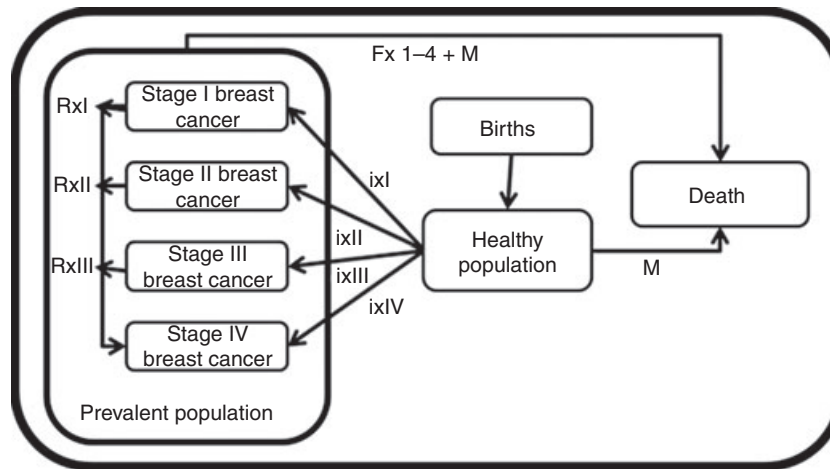 Fx 1–4 + M
RxI
Stage I breast
cancer
Births
RxII
Stage II breast
cancer
ixI
Death
ixII
Healthy
population
RxIII
Stage III
breast cancer
ixIII
M
ixIV
Stage IV
breast cancer
Prevalent population